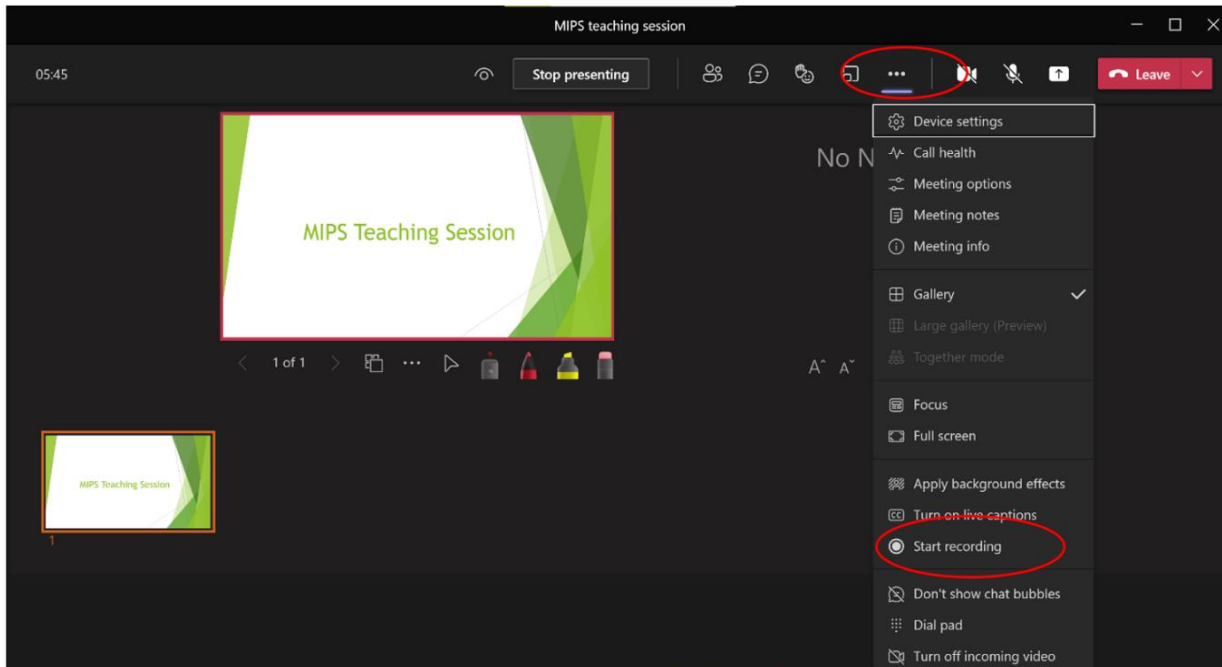 MIPS teaching session
05:45
Stop presenting
Leave
MIPS Teaching Session
No N
1 of 1
A^ Aˇ
MIPS Teaching Session
1
Device settings
Call health
Meeting options
Meeting notes
Meeting info
Gallery
Large gallery (Preview)
Together mode
Focus
Full screen
Apply background effects
CC Turn on live captions
Start recording
Don't show chat bubbles
Dial pad
Turn off incoming video